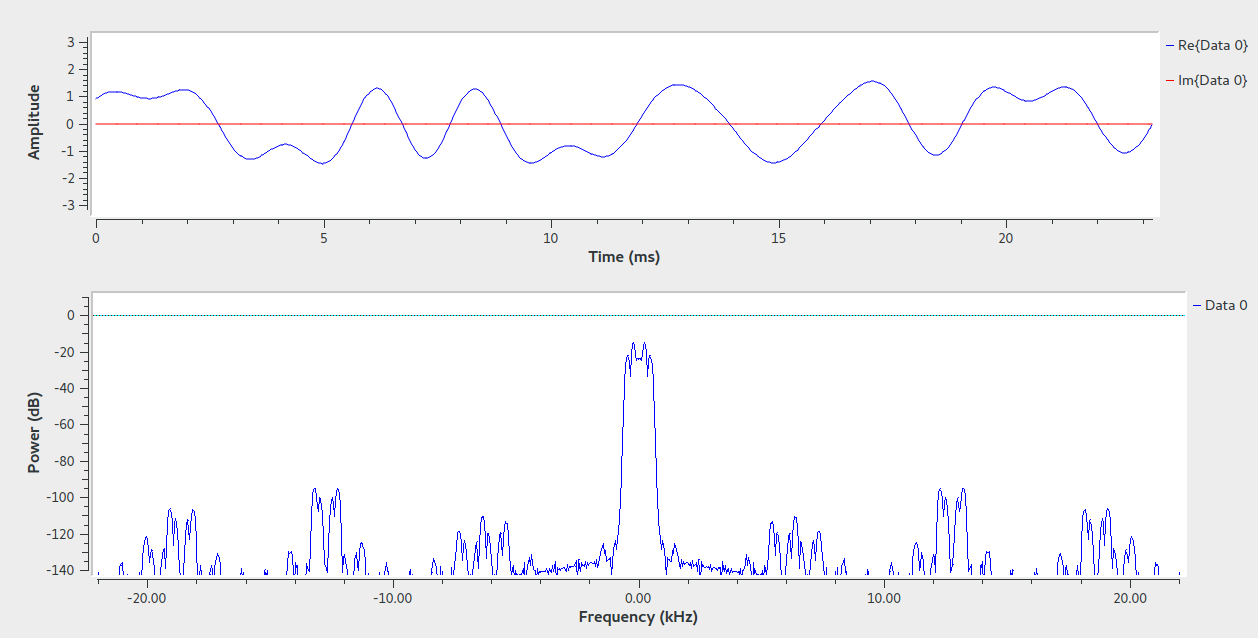 3
2
1
0
-1
-2
-3
Amplitude
Re{Data 0}
Im{Data 0}
0 5 10 15 20
Time (ms)
0
-20
-40
-60
-80
-100
-120
-140
Power (dB)
Data 0
-20.00 -10.00 0.00 10.00 20.00
Frequency (kHz)